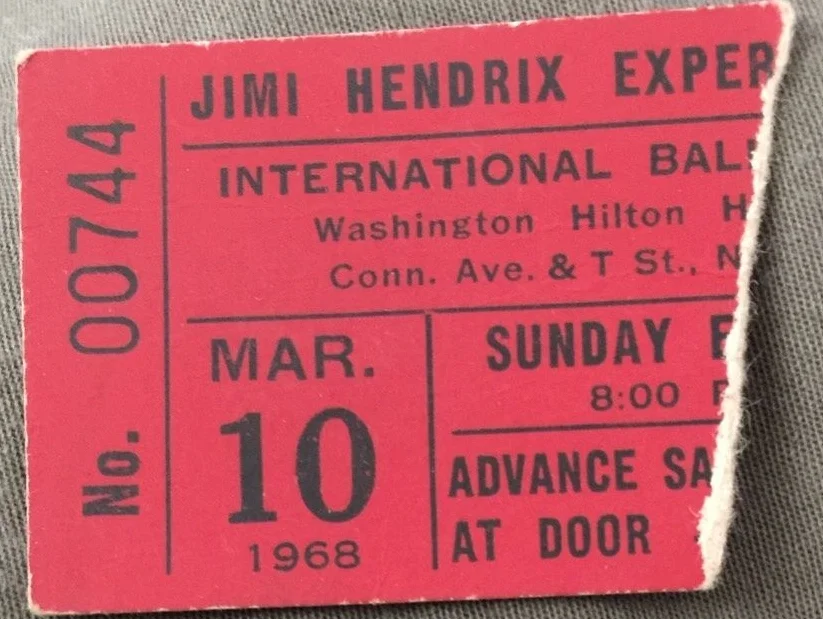 No. 00744
JIMI HENDRIX EXPER
INTERNATIONAL BAL
Washington Hilton H
Conn. Ave. & T St., N
MAR.
10
1968
SUNDAY E
8:00 P
ADVANCE SA
AT DOOR